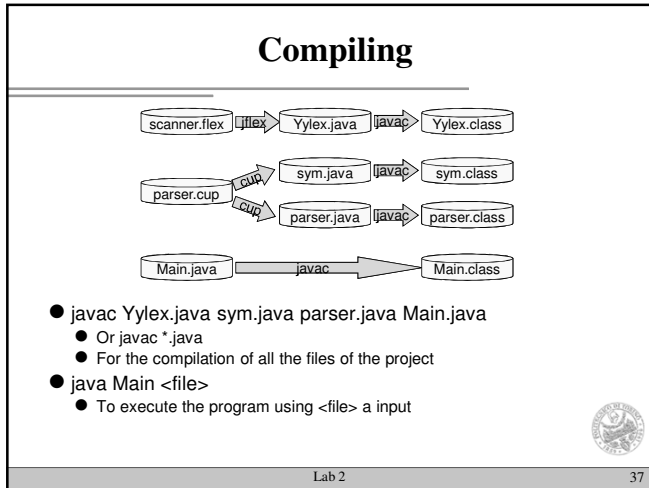 Compiling
scanner.flex jflex Yylex.java javac Yylex.class
cup sym.java javac sym.class
parser.cup
cup parser.java javac parser.class
Main.java javac Main.class
● javac Yylex.java sym.java parser.java Main.java
● Or javac *.java
● For the compilation of all the files of the project
● java Main <file>
● To execute the program using <file> a input
Lab 2 37